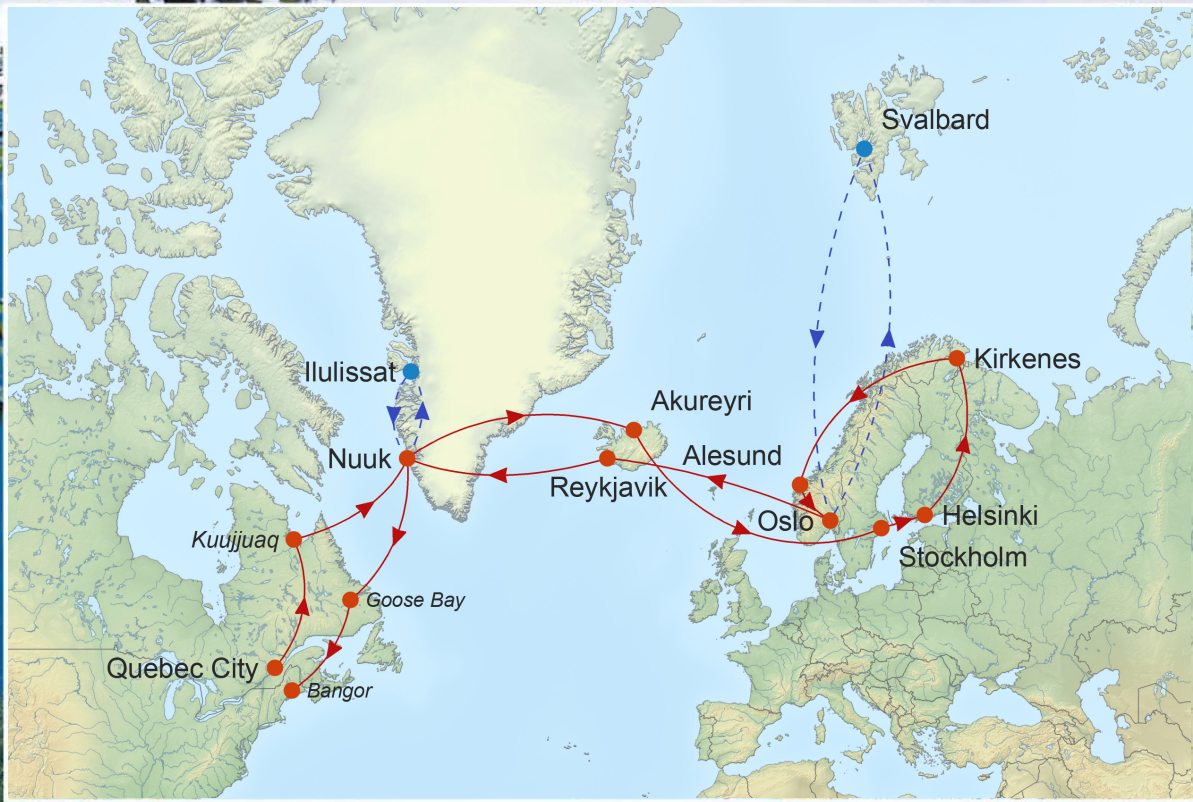 Svalbard
Ilulissat
Kirkenes
Akureyri
Nuuk
Alesund
Reykjavik
Oslo
Helsinki
Kuujjuaq
Stockholm
Goose Bay
Quebec City
Bangor